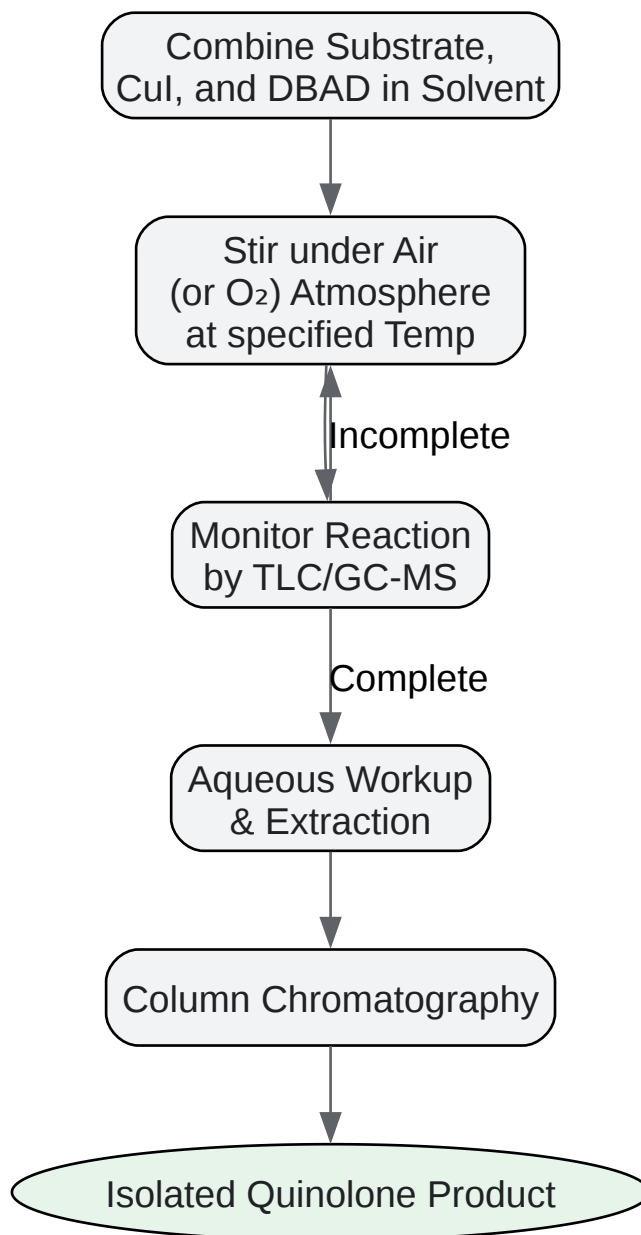 Combine Substrate,
CuI, and DBAD in Solvent
Stir under Air
(or O₂) Atmosphere
at specified Temp
Incomplete
Monitor Reaction
by TLC/GC-MS
Complete
Aqueous Workup
& Extraction
Column Chromatography
Isolated Quinolone Product